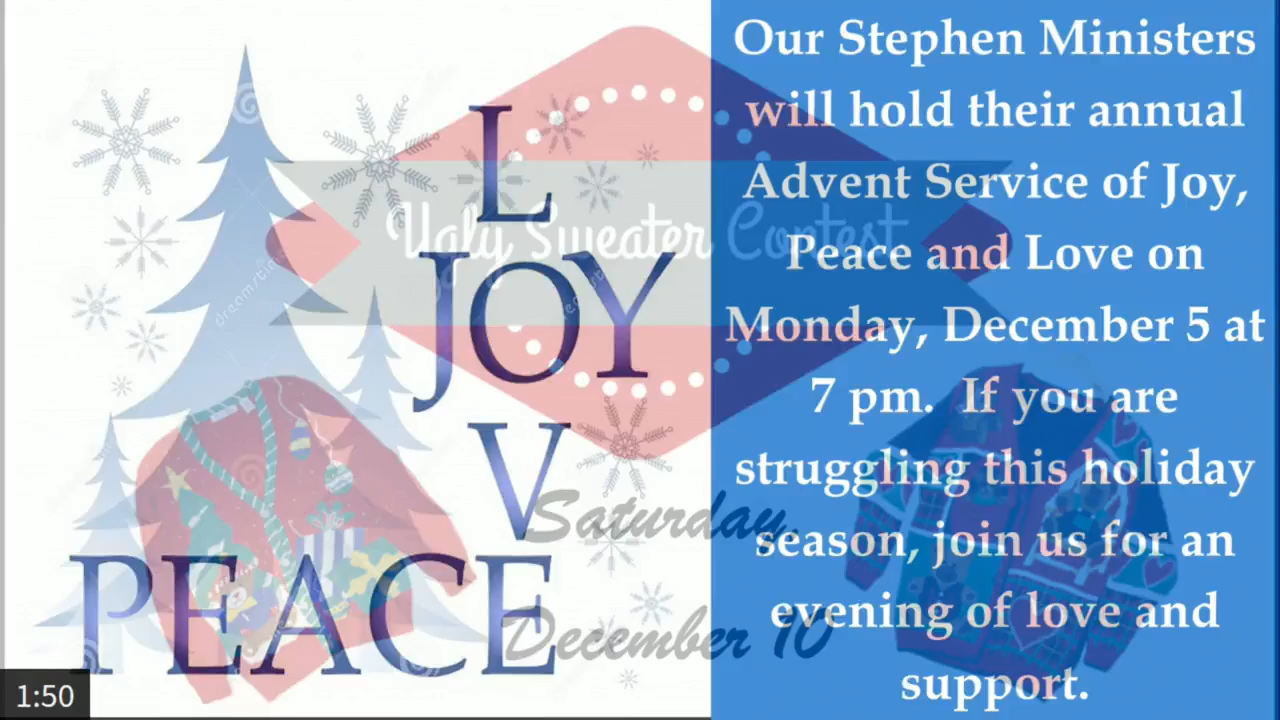 L
JOY
V
PEACE
Our Stephen Ministers
will hold their annual
Advent Service of Joy,
Peace and Love on
Monday, December 5 at
7 pm.  If you are
struggling this holiday
season, join us for an
evening of love and
support.
Ugly Sweater Contest
Saturday,
December 10
dreamstime
1:50